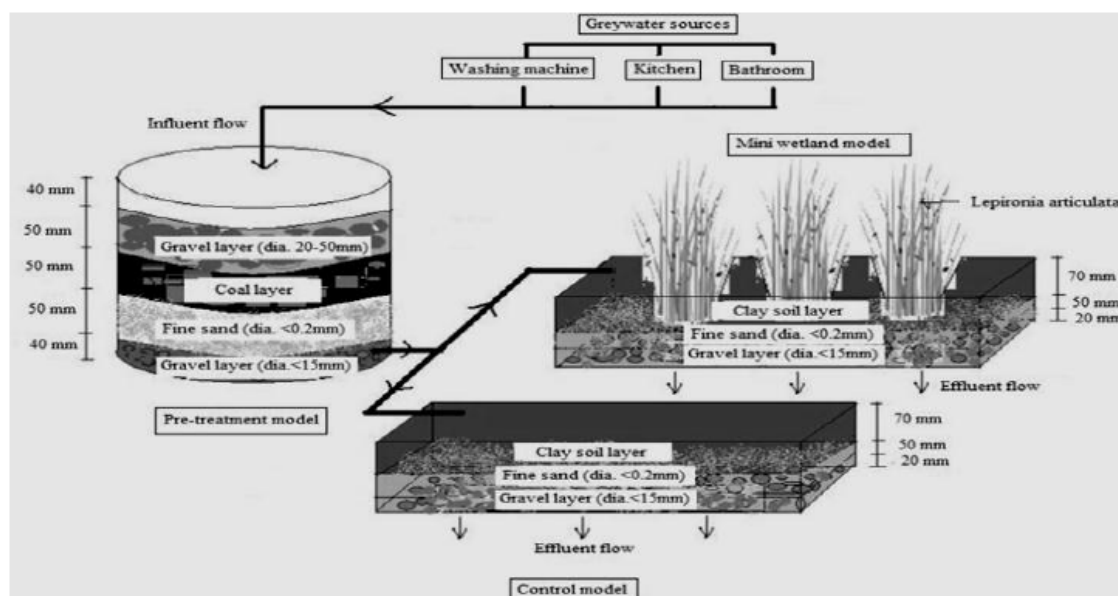 Greywater sources
Washing machine
Kitchen
Bathroom
Influent flow
Mini wetland model
Lepironia articulata
40 mm
50 mm
50 mm
50 mm
40 mm
Gravel layer (dia. 20-50mm)
Coal layer
Fine sand (dia. <0.2mm)
Gravel layer (dia.<15mm)
Pre-treatment model
Clay soil layer
Fine sand (dia. <0.2mm)
Gravel layer (dia.<15mm)
70 mm
50 mm
20 mm
Effluent flow
Clay soil layer
Fine sand (dia. <0.2mm)
Gravel layer (dia.<15mm)
70 mm
50 mm
20 mm
Effluent flow
Control model